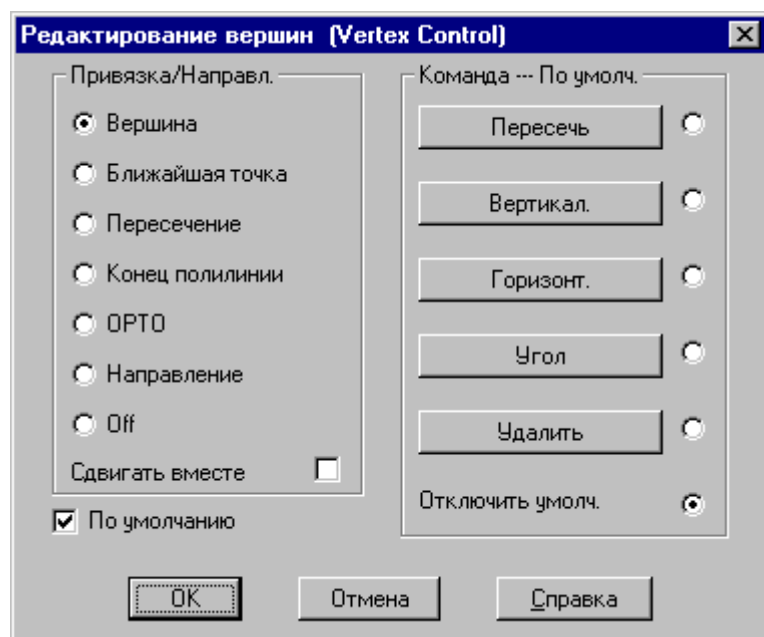 Редактирование вершин (Vertex Control)
Привязка/Направл.
Вершина
Ближайшая точка
Пересечение
Конец полилинии
ОРТО
Направление
Off
Сдвигать вместе
По умолчанию
Команда --- По умолч.
Пересечь
Вертикал.
Горизонт.
Угол
Удалить
Отключить умолч.
OK
Отмена
Справка